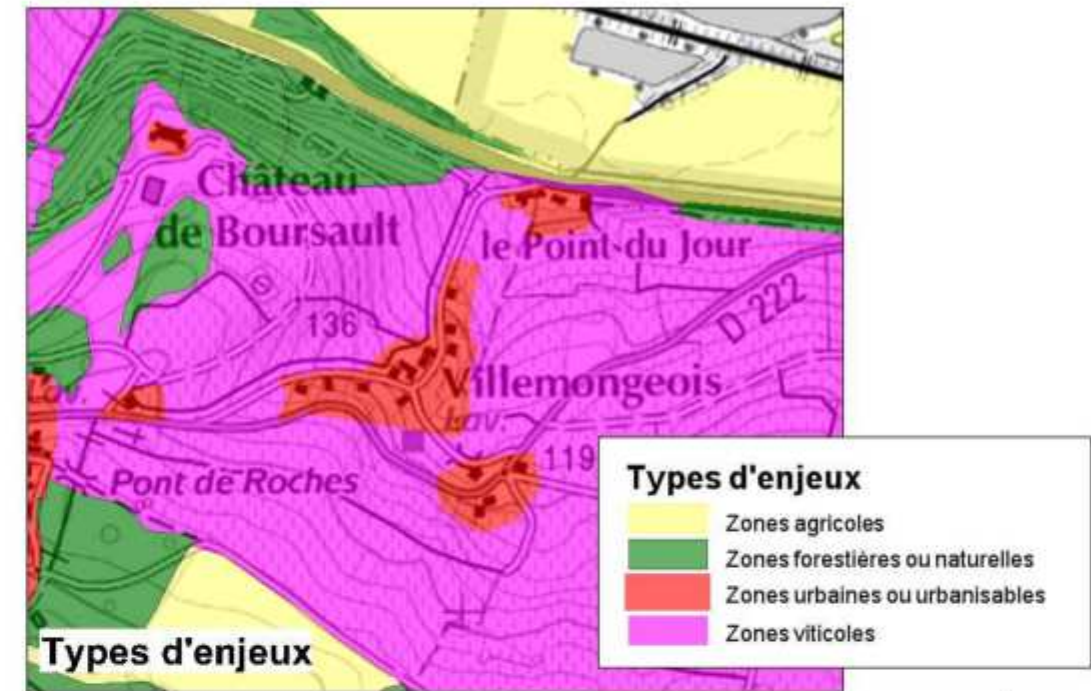 Château
de Boursault
le Point-du Jour
D-222
136
Villemongeois
Lav.
Lav.
119
Pont de Roches
Types d'enjeux
Types d'enjeux
Zones agricoles
Zones forestières ou naturelles
Zones urbaines ou urbanisables
Zones viticoles